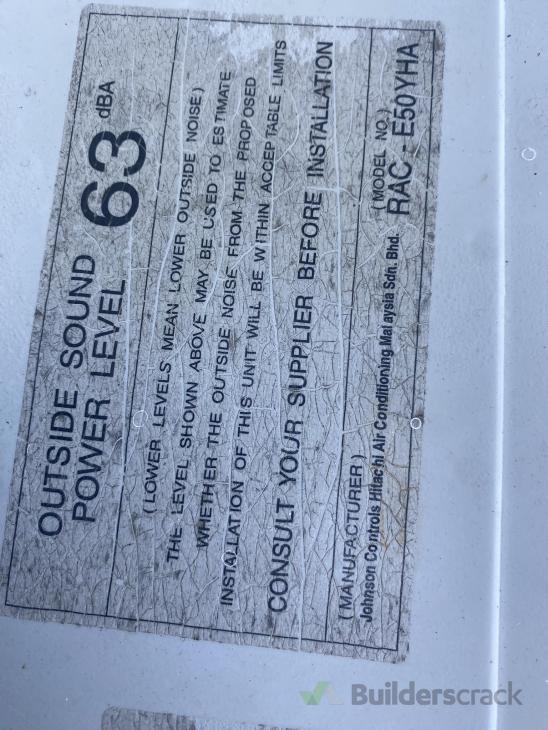 OUTSIDE SOUND
POWER LEVEL 63 dBA
(LOWER LEVELS MEAN LOWER OUTSIDE NOISE)
THE LEVEL SHOWN ABOVE MAY BE USED TO ESTIMATE
WHETHER THE OUTSIDE NOISE FROM THE PROPOSED
INSTALLATION OF THIS UNIT WILL BE WITHIN ACCEPTABLE LIMITS
CONSULT YOUR SUPPLIER BEFORE INSTALLATION
(MANUFACTURER) (MODEL NO.)
Johnson Controls Hitachi Air Conditioning Malaysia Sdn. Bhd. RAC - E50YHA
Builderscrack